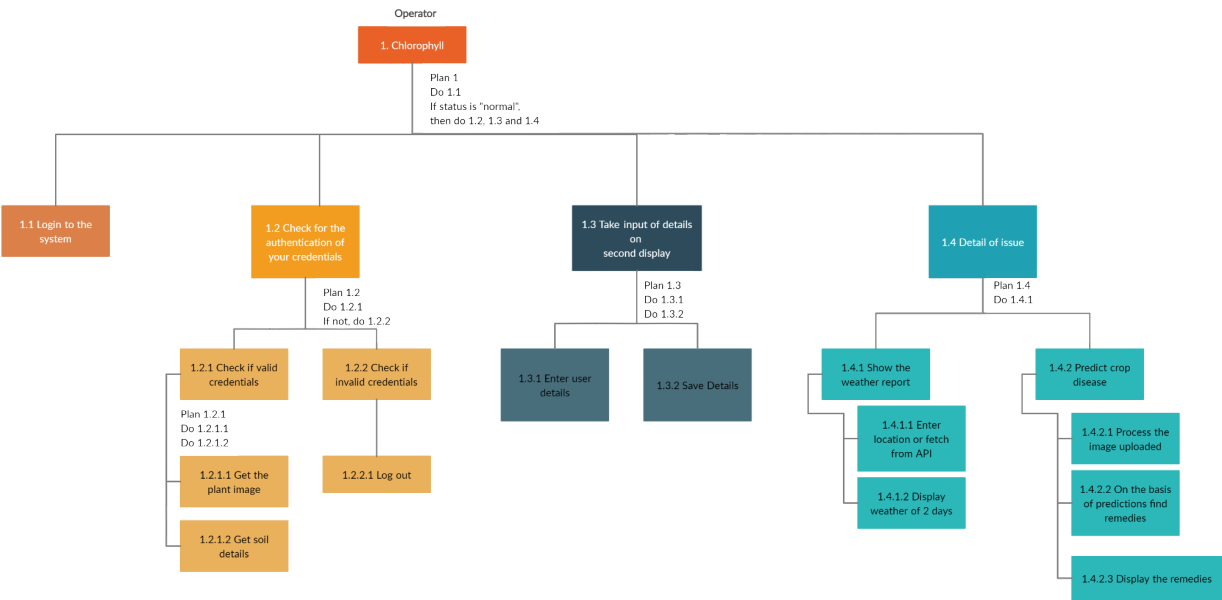 Operator
1. Chlorophyll
Plan 1
Do 1.1
If status is "normal",
then do 1.2, 1.3 and 1.4
1.1 Login to the
system
1.2 Check for the
authentication of
your credentials
1.3 Take input of details
on
second display
1.4 Detail of issue
Plan 1.2
Do 1.2.1
If not, do 1.2.2
Plan 1.3
Do 1.3.1
Do 1.3.2
Plan 1.4
Do 1.4.1
1.2.1 Check if valid
credentials
1.2.2 Check if
invalid credentials
1.3.1 Enter user
details
1.3.2 Save Details
1.4.1 Show the
weather report
1.4.2 Predict crop
disease
Plan 1.2.1
Do 1.2.1.1
Do 1.2.1.2
1.2.1.1 Get the
plant image
1.2.1.2 Get soil
details
1.2.2.1 Log out
1.4.1.1 Enter
location or fetch
from API
1.4.1.2 Display
weather of 2 days
1.4.2.1 Process the
image uploaded
1.4.2.2 On the basis
of predictions find
remedies
1.4.2.3 Display the remedies